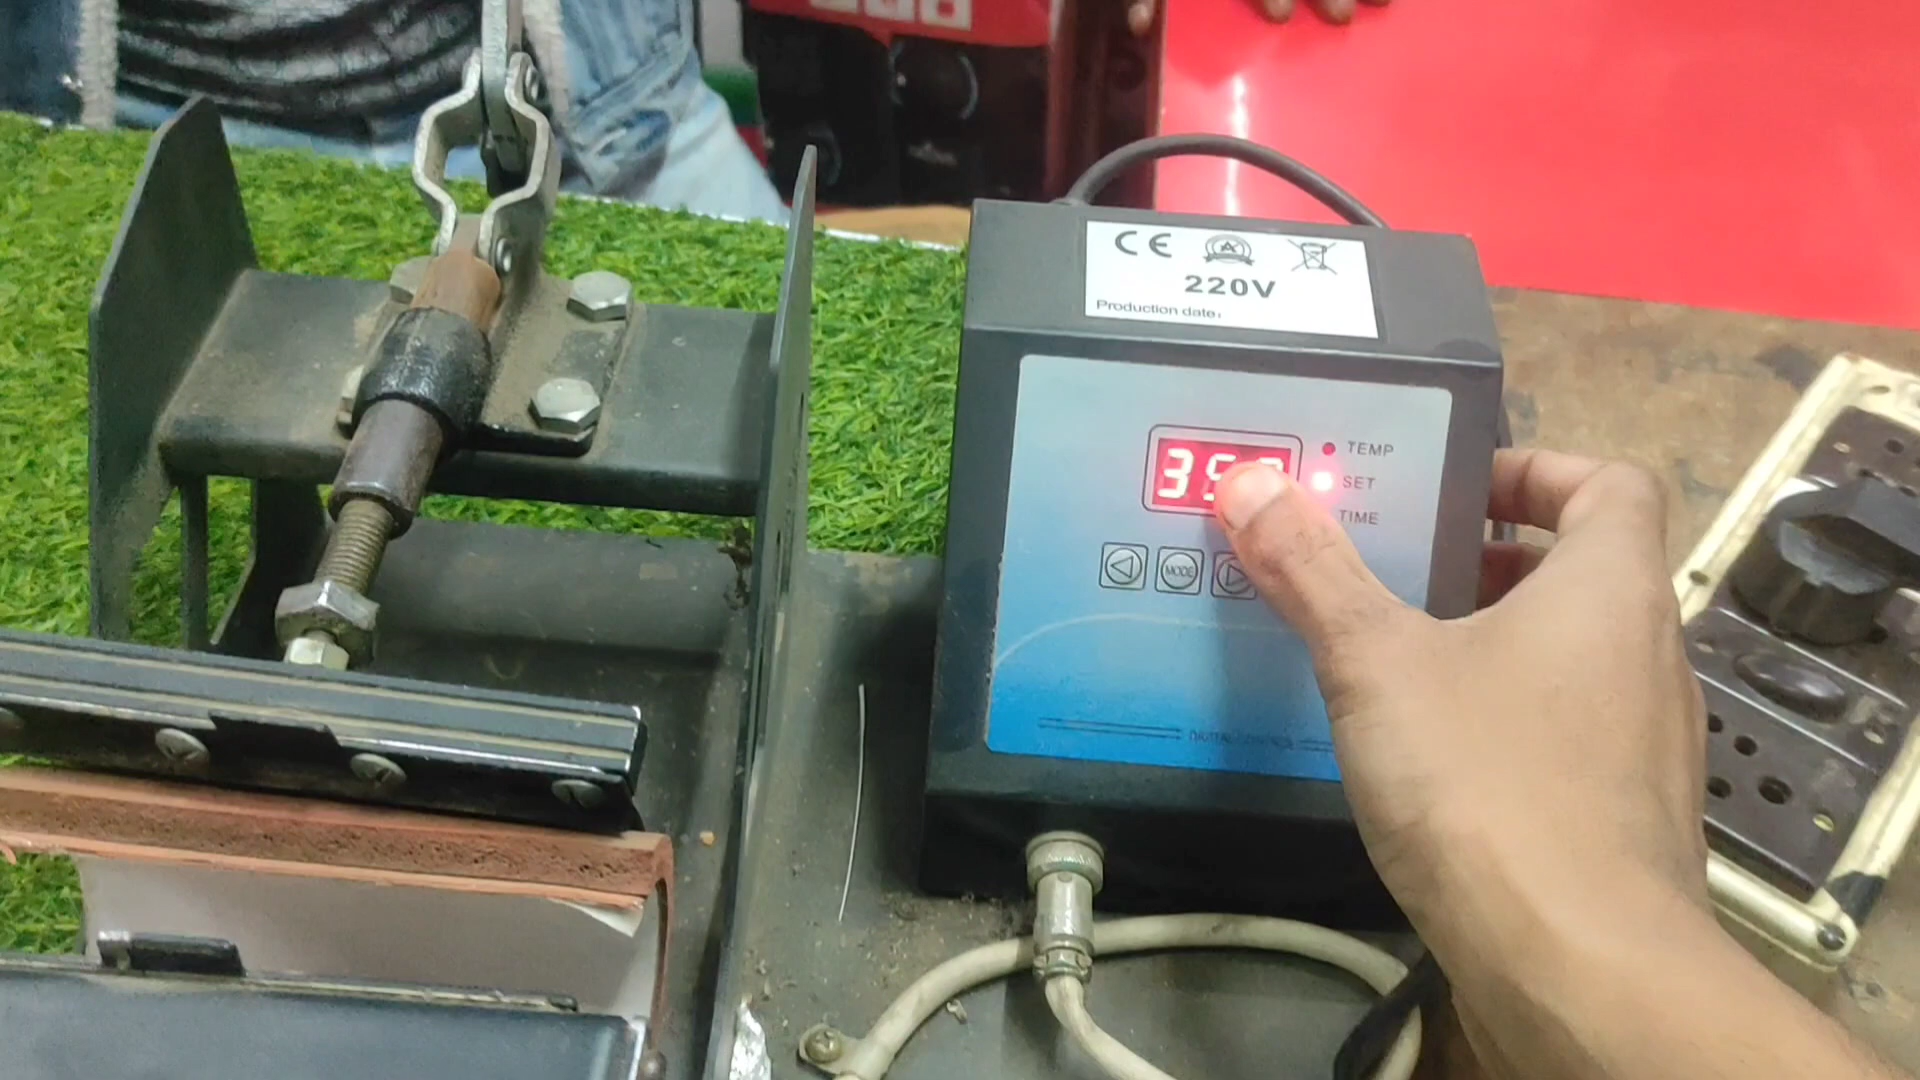 CE
220V
Production date:
TEMP
SET
TIME
MODE